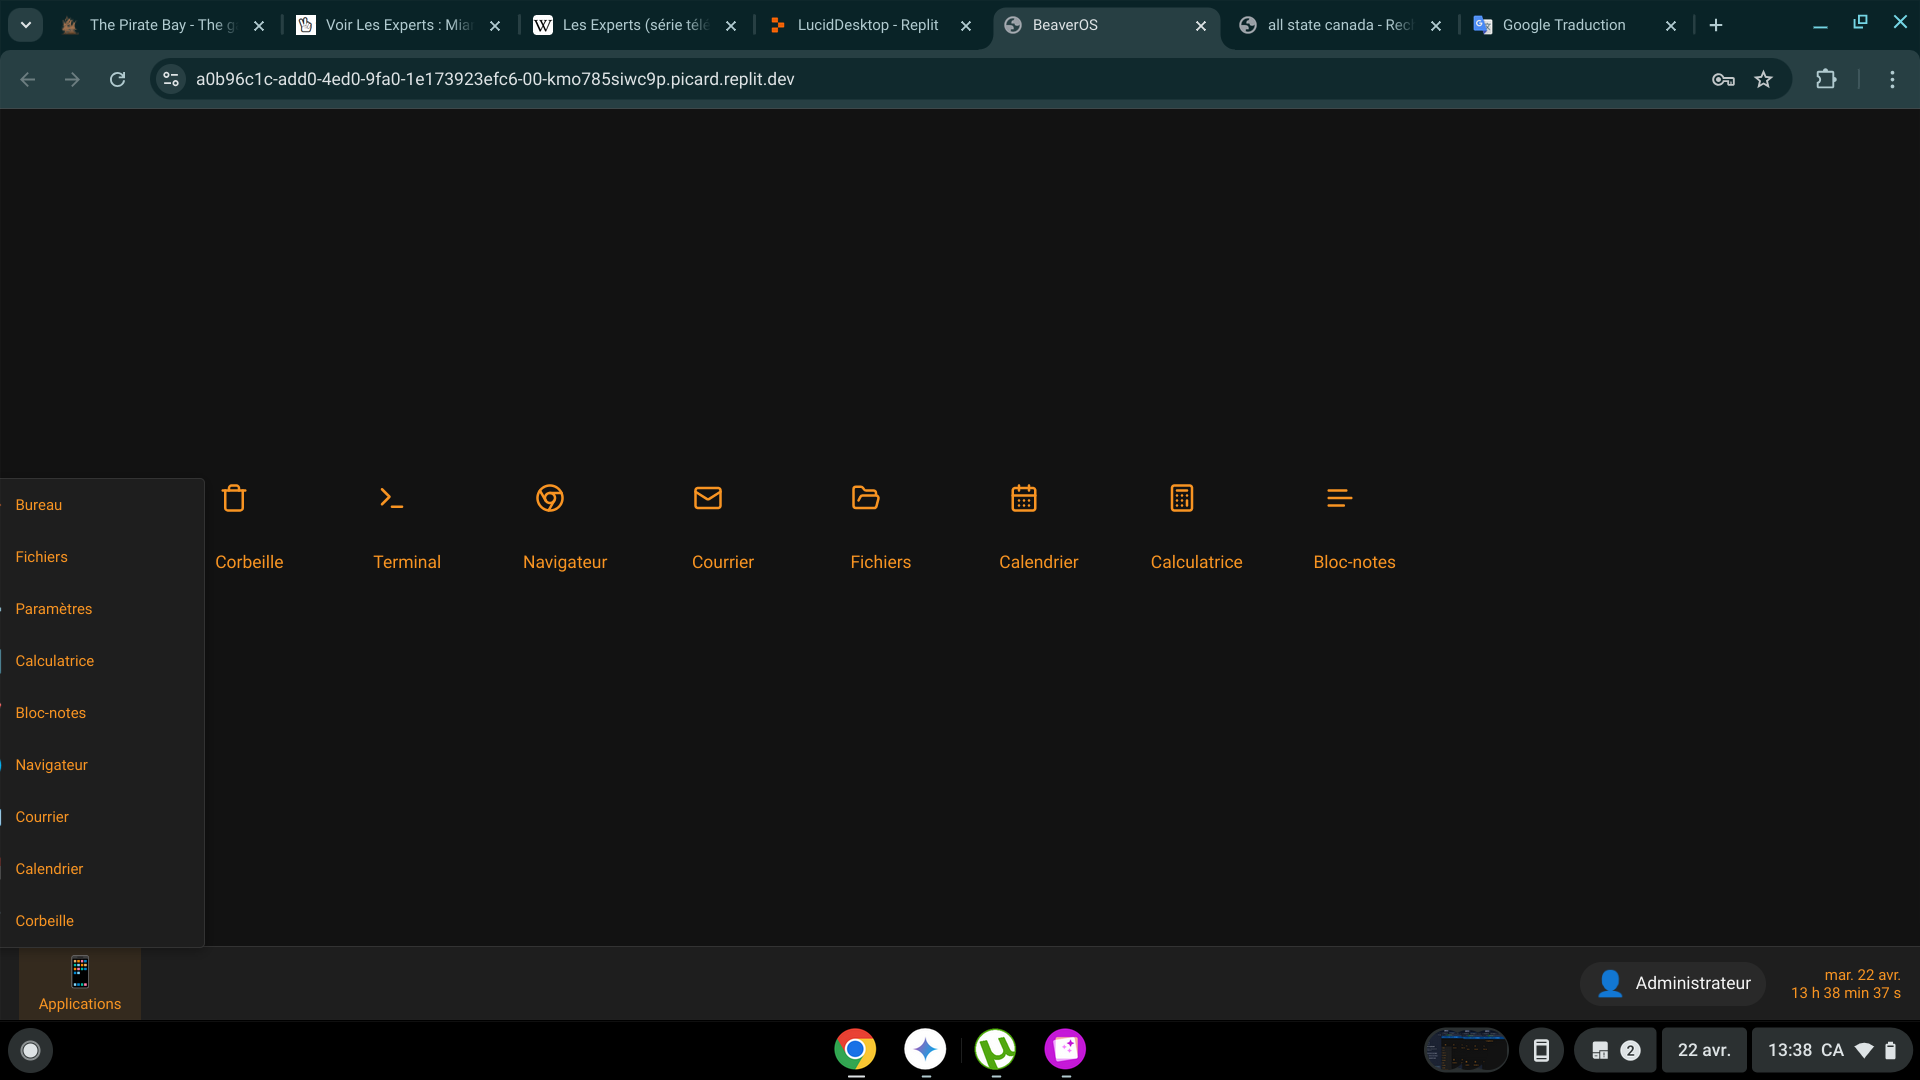 The Pirate Bay - The g
Voir Les Experts : Mia
Les Experts (série télé
LucidDesktop - Replit
BeaverOS
all state canada - Rec
Google Traduction
a0b96c1c-add0-4ed0-9fa0-1e173923efc6-00-kmo785siwc9p.picard.replit.dev
Corbeille
Terminal
Navigateur
Courrier
Fichiers
Calendrier
Calculatrice
Bloc-notes
Bureau
Fichiers
Paramètres
Calculatrice
Bloc-notes
Navigateur
Courrier
Calendrier
Corbeille
Applications
Administrateur
mar. 22 avr.
13 h 38 min 37 s
2
22 avr.
13:38 CA